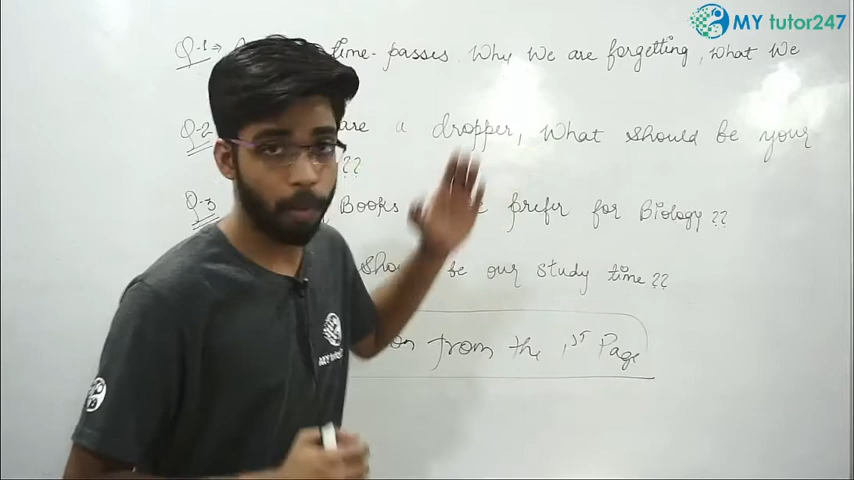 MY tutor247
Q-1 time-passes Why We are forgetting, What We
Q-2 are a dropper, What should be your
??
Q-3 Books prefer for Biology ??
be our study time ??
from the 1ST Page
MY